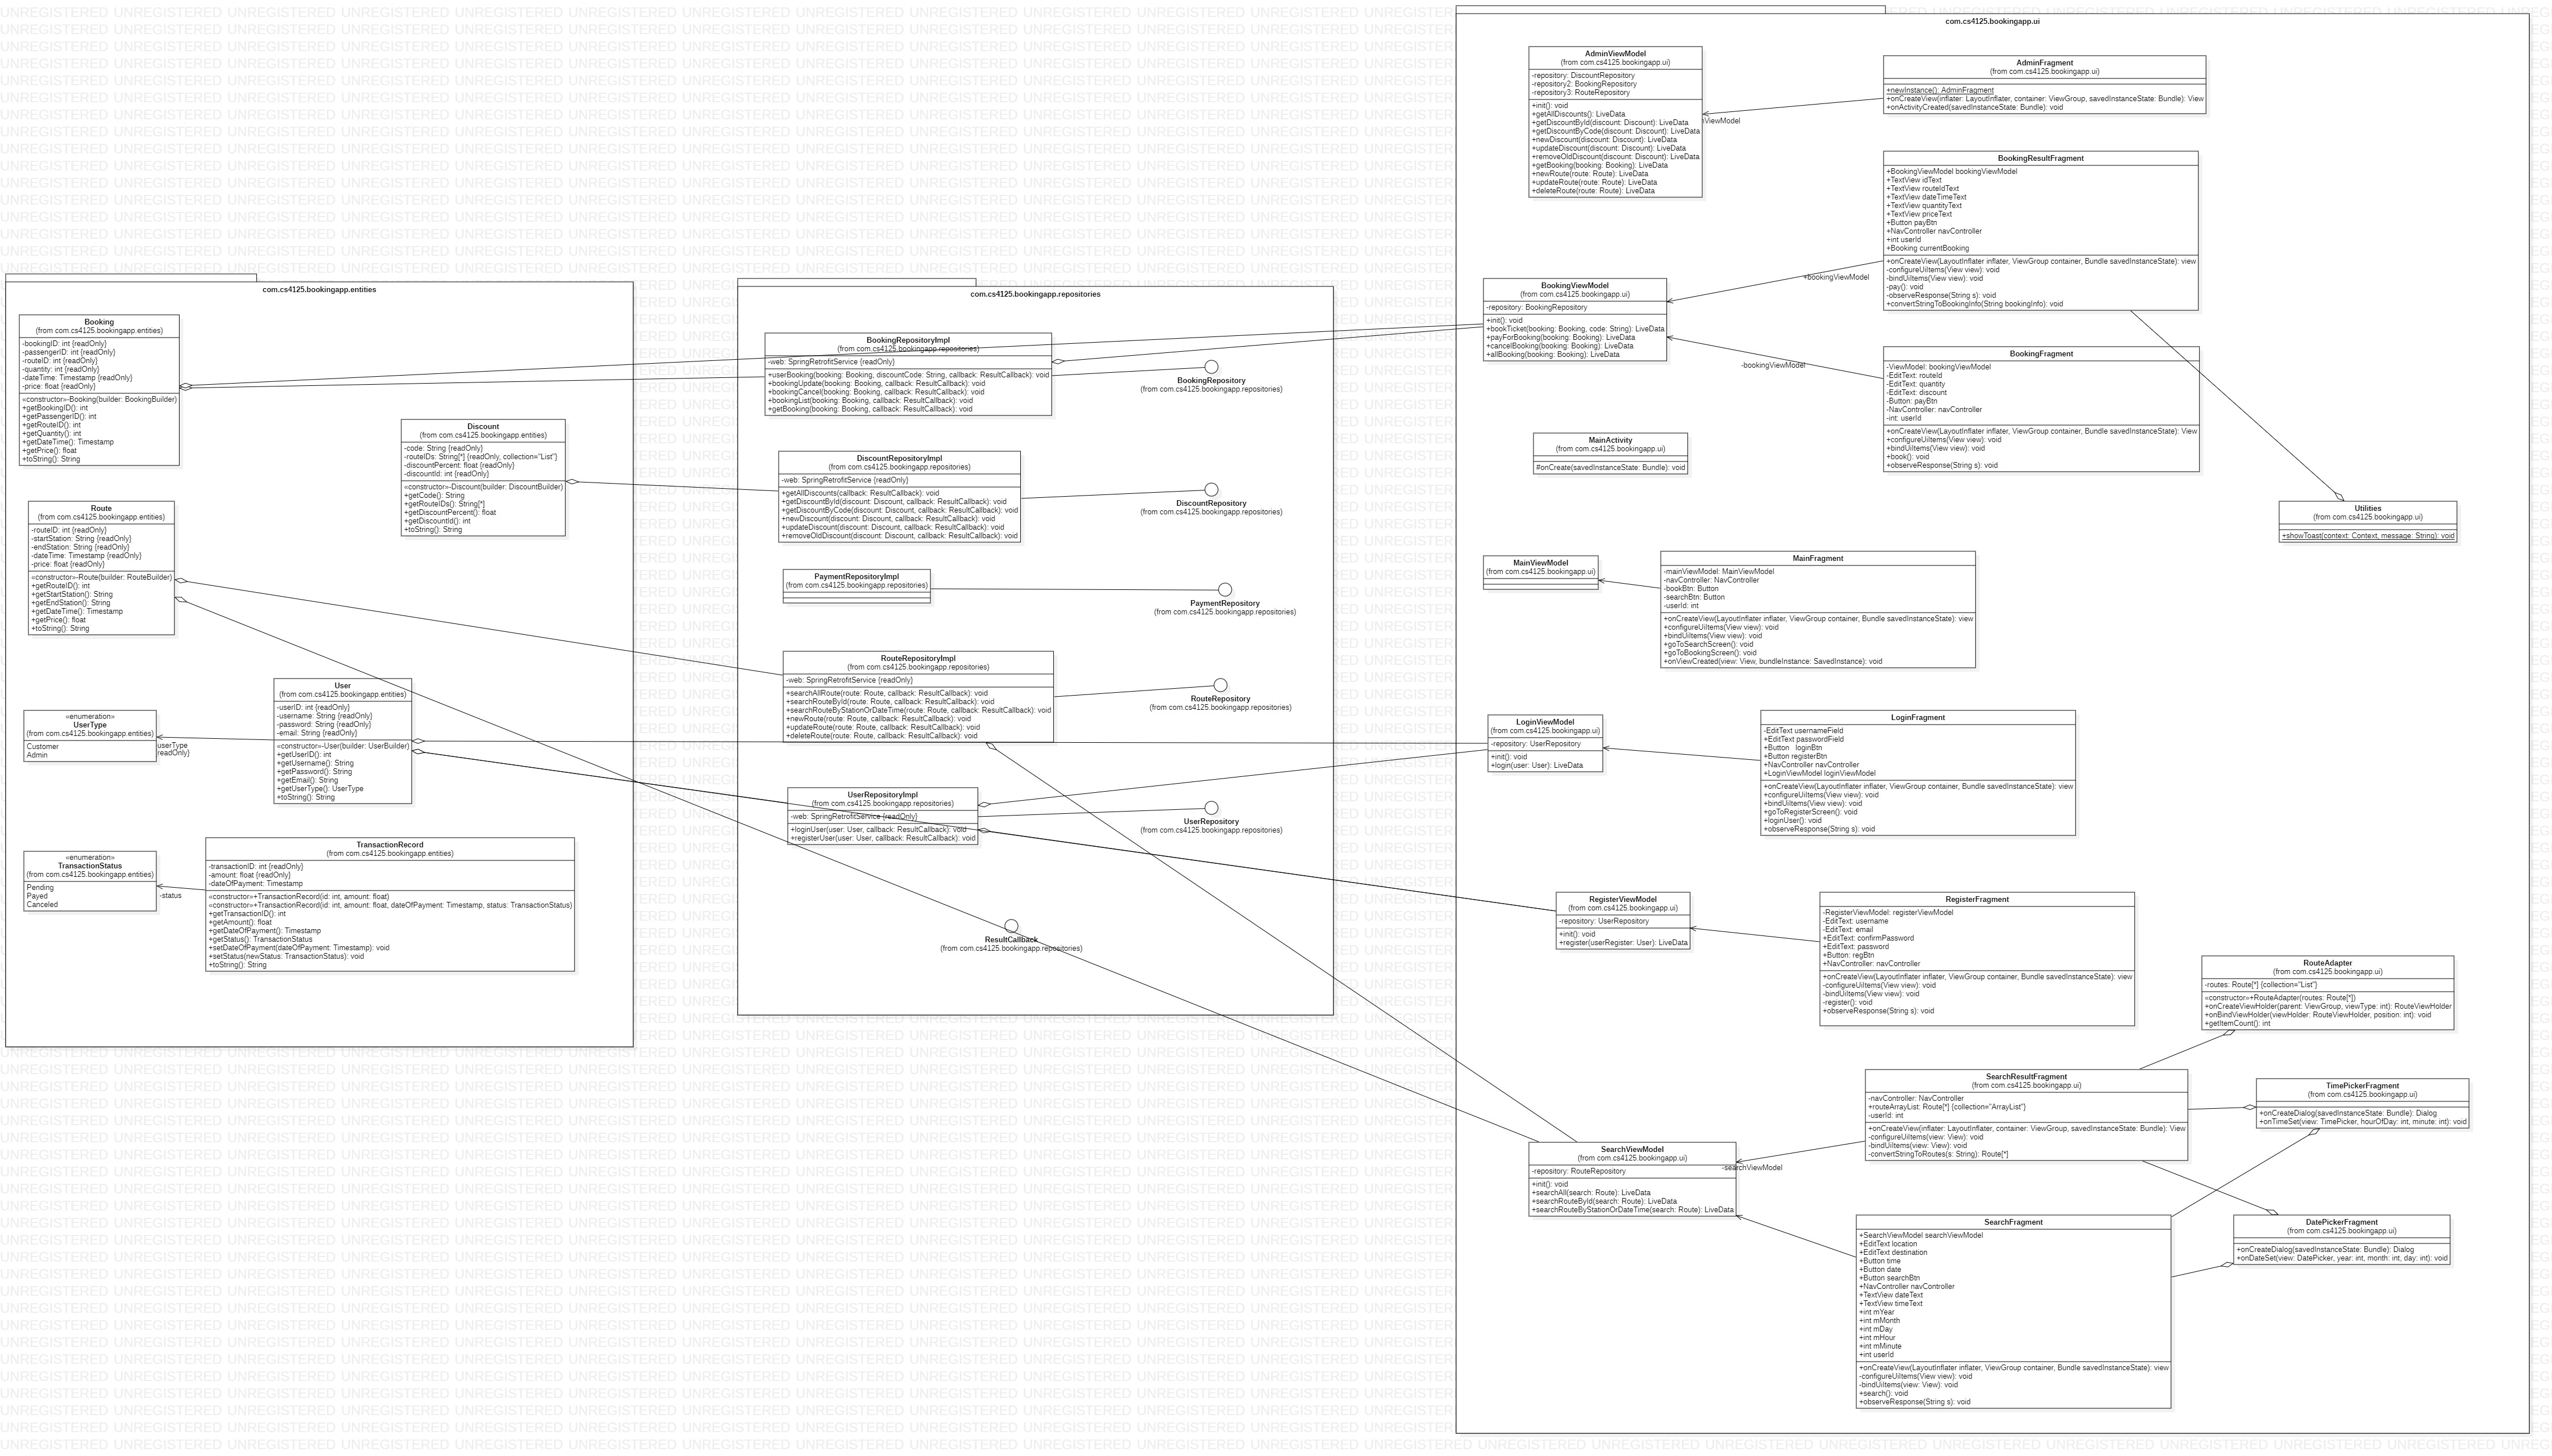 com.cs4125.bookingapp.entities
Booking
(from com.cs4125.bookingapp.entities)
-bookingID: int {readOnly}
-passengerID: int {readOnly}
-routeID: int {readOnly}
-quantity: int {readOnly}
-dateTime: Timestamp {readOnly}
-price: float {readOnly}
«constructor»-Booking(builder: BookingBuilder)
+getBookingID(): int
+getPassengerID(): int
+getRouteID(): int
+getQuantity(): int
+getDateTime(): Timestamp
+getPrice(): float
+toString(): String
Discount
(from com.cs4125.bookingapp.entities)
-code: String {readOnly}
-routeIDs: String[*] {readOnly, collection="List"}
-discountPercent: float {readOnly}
-discountId: int {readOnly}
«constructor»-Discount(builder: DiscountBuilder)
+getCode(): String
+getRouteIDs(): String[*]
+getDiscountPercent(): float
+getDiscountId(): int
+toString(): String
Route
(from com.cs4125.bookingapp.entities)
-routeID: int {readOnly}
-startStation: String {readOnly}
-endStation: String {readOnly}
-dateTime: Timestamp {readOnly}
-price: float {readOnly}
«constructor»-Route(builder: RouteBuilder)
+getRouteID(): int
+getStartStation(): String
+getEndStation(): String
+getDateTime(): Timestamp
+getPrice(): float
+toString(): String
User
(from com.cs4125.bookingapp.entities)
-userID: int {readOnly}
-username: String {readOnly}
-password: String {readOnly}
-email: String {readOnly}
«constructor»-User(builder: UserBuilder)
+getUserID(): int
+getUsername(): String
+getPassword(): String
+getEmail(): String
+getUserType(): UserType
+toString(): String
«enumeration»
UserType
(from com.cs4125.bookingapp.entities)
Customer
Admin
userType
readOnly}
«enumeration»
TransactionStatus
(from com.cs4125.bookingapp.entities)
Pending
Payed
Canceled
-status
TransactionRecord
(from com.cs4125.bookingapp.entities)
-transactionID: int {readOnly}
-amount: float {readOnly}
-dateOfPayment: Timestamp
«constructor»+TransactionRecord(id: int, amount: float)
«constructor»+TransactionRecord(id: int, amount: float, dateOfPayment: Timestamp, status: TransactionStatus)
+getTransactionID(): int
+getAmount(): float
+getDateOfPayment(): Timestamp
+getStatus(): TransactionStatus
+setDateOfPayment(dateOfPayment: Timestamp): void
+setStatus(newStatus: TransactionStatus): void
+toString(): String
com.cs4125.bookingapp.repositories
BookingRepositoryImpl
(from com.cs4125.bookingapp.repositories)
-web: SpringRetrofitService {readOnly}
+userBooking(booking: Booking, discountCode: String, callback: ResultCallback): void
+bookingUpdate(booking: Booking, callback: ResultCallback): void
+bookingCancel(booking: Booking, callback: ResultCallback): void
+bookingList(booking: Booking, callback: ResultCallback): void
+getBooking(booking: Booking, callback: ResultCallback): void
BookingRepository
(from com.cs4125.bookingapp.repositories)
DiscountRepositoryImpl
(from com.cs4125.bookingapp.repositories)
-web: SpringRetrofitService {readOnly}
+getAllDiscounts(callback: ResultCallback): void
+getDiscountById(discount: Discount, callback: ResultCallback): void
+getDiscountByCode(discount: Discount, callback: ResultCallback): void
+newDiscount(discount: Discount, callback: ResultCallback): void
+updateDiscount(discount: Discount, callback: ResultCallback): void
+removeOldDiscount(discount: Discount, callback: ResultCallback): void
DiscountRepository
(from com.cs4125.bookingapp.repositories)
PaymentRepositoryImpl
(from com.cs4125.bookingapp.repositories)
PaymentRepository
(from com.cs4125.bookingapp.repositories)
RouteRepositoryImpl
(from com.cs4125.bookingapp.repositories)
-web: SpringRetrofitService {readOnly}
+searchAllRoute(route: Route, callback: ResultCallback): void
+searchRouteById(route: Route, callback: ResultCallback): void
+searchRouteByStationOrDateTime(route: Route, callback: ResultCallback): void
+newRoute(route: Route, callback: ResultCallback): void
+updateRoute(route: Route, callback: ResultCallback): void
+deleteRoute(route: Route, callback: ResultCallback): void
RouteRepository
(from com.cs4125.bookingapp.repositories)
UserRepositoryImpl
(from com.cs4125.bookingapp.repositories)
-web: SpringRetrofitService {readOnly}
+loginUser(user: User, callback: ResultCallback): void
+registerUser(user: User, callback: ResultCallback): void
UserRepository
(from com.cs4125.bookingapp.repositories)
ResultCallback
(from com.cs4125.bookingapp.repositories)
com.cs4125.bookingapp.ui
AdminViewModel
(from com.cs4125.bookingapp.ui)
-repository: DiscountRepository
-repository2: BookingRepository
-repository3: RouteRepository
+init(): void
+getAllDiscounts(): LiveData
+getDiscountById(discount: Discount): LiveData
+getDiscountByCode(discount: Discount): LiveData
+newDiscount(discount: Discount): LiveData
+updateDiscount(discount: Discount): LiveData
+removeOldDiscount(discount: Discount): LiveData
+getBooking(booking: Booking): LiveData
+newRoute(route: Route): LiveData
+updateRoute(route: Route): LiveData
+deleteRoute(route: Route): LiveData
ViewModel
AdminFragment
(from com.cs4125.bookingapp.ui)
+newInstance(): AdminFragment
+onCreateView(inflater: LayoutInflater, container: ViewGroup, savedInstanceState: Bundle): View
+onActivityCreated(savedInstanceState: Bundle): void
BookingResultFragment
+BookingViewModel bookingViewModel
+TextView idText
+TextView routeIdText
+TextView dateTimeText
+TextView quantityText
+TextView priceText
+Button payBtn
+NavController navController
+int userId
+Booking currentBooking
+onCreateView(LayoutInflater inflater, ViewGroup container, Bundle savedInstanceState): view
-configureUiItems(View view): void
-bindUiItems(View view): void
-pay(): void
-observeResponse(String s): void
+convertStringToBookingInfo(String bookingInfo): void
+bookingViewModel
BookingViewModel
(from com.cs4125.bookingapp.ui)
-repository: BookingRepository
+init(): void
+bookTicket(booking: Booking, code: String): LiveData
+payForBooking(booking: Booking): LiveData
+cancelBooking(booking: Booking): LiveData
+allBooking(booking: Booking): LiveData
-bookingViewModel
BookingFragment
-ViewModel: bookingViewModel
-EditText: routeId
-EditText: quantity
-EditText: discount
-Button: payBtn
-NavController: navController
-int: userId
+onCreateView(LayoutInflater inflater, ViewGroup container, Bundle savedInstanceState): View
+configureUiItems(View view): void
+bindUiItems(View view): void
+book(): void
+observeResponse(String s): void
MainActivity
(from com.cs4125.bookingapp.ui)
#onCreate(savedInstanceState: Bundle): void
Utilities
(from com.cs4125.bookingapp.ui)
+showToast(context: Context, message: String): void
MainViewModel
(from com.cs4125.bookingapp.ui)
MainFragment
-mainViewModel: MainViewModel
-navController: NavController
-bookBtn: Button
-searchBtn: Button
-userId: int
+onCreateView(LayoutInflater inflater, ViewGroup container, Bundle savedInstanceState): view
+configureUiItems(View view): void
+bindUiItems(View view): void
+goToSearchScreen(): void
+goToBookingScreen(): void
+onViewCreated(view: View, bundleInstance: SavedInstance): void
LoginViewModel
(from com.cs4125.bookingapp.ui)
-repository: UserRepository
+init(): void
+login(user: User): LiveData
LoginFragment
-EditText usernameField
+EditText passwordField
+Button loginBtn
+Button registerBtn
+NavController navController
+LoginViewModel loginViewModel
+onCreateView(LayoutInflater inflater, ViewGroup container, Bundle savedInstanceState): view
+configureUiItems(View view): void
+bindUiItems(View view): void
+goToRegisterScreen(): void
+loginUser(): void
+observeResponse(String s): void
RegisterViewModel
(from com.cs4125.bookingapp.ui)
-repository: UserRepository
+init(): void
+register(userRegister: User): LiveData
RegisterFragment
-RegisterViewModel: registerViewModel
-EditText: username
-EditText: email
+EditText: confirmPassword
+EditText: password
+Button: regBtn
+NavController: navController
+onCreateView(LayoutInflater inflater, ViewGroup container, Bundle savedInstanceState): view
-configureUiItems(View view): void
-bindUiItems(View view): void
-register(): void
+observeResponse(String s): void
RouteAdapter
(from com.cs4125.bookingapp.ui)
-routes: Route[*] {collection="List"}
«constructor»+RouteAdapter(routes: Route[*])
+onCreateViewHolder(parent: ViewGroup, viewType: int): RouteViewHolder
+onBindViewHolder(viewHolder: RouteViewHolder, position: int): void
+getItemCount(): int
SearchResultFragment
(from com.cs4125.bookingapp.ui)
-navController: NavController
+routeArrayList: Route[*] {collection="ArrayList"}
-userId: int
+onCreateView(inflater: LayoutInflater, container: ViewGroup, savedInstanceState: Bundle): View
-configureUiItems(view: View): void
-bindUiItems(view: View): void
-convertStringToRoutes(s: String): Route[*]
TimePickerFragment
(from com.cs4125.bookingapp.ui)
+onCreateDialog(savedInstanceState: Bundle): Dialog
+onTimeSet(view: TimePicker, hourOfDay: int, minute: int): void
SearchViewModel
(from com.cs4125.bookingapp.ui)
-repository: RouteRepository
+init(): void
+searchAll(search: Route): LiveData
+searchRouteById(search: Route): LiveData
+searchRouteByStationOrDateTime(search: Route): LiveData
-searchViewModel
SearchFragment
+SearchViewModel searchViewModel
+EditText location
+EditText destination
+Button time
+Button date
+Button searchBtn
+NavController navController
+TextView dateText
+TextView timeText
+int mYear
+int mMonth
+int mDay
+int mHour
+int mMinute
+int userId
+onCreateView(LayoutInflater inflater, ViewGroup container, Bundle savedInstanceState): view
-configureUiItems(View view): void
-bindUiItems(view: View): void
+search(): void
+observeResponse(String s): void
DatePickerFragment
(from com.cs4125.bookingapp.ui)
+onCreateDialog(savedInstanceState: Bundle): Dialog
+onDateSet(view: DatePicker, year: int, month: int, day: int): void
UNREGISTERED